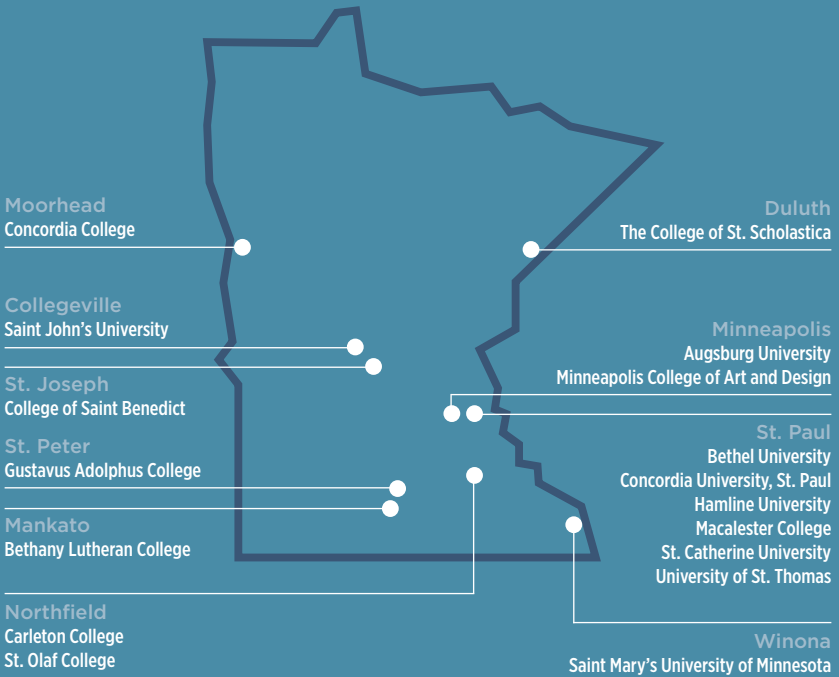 Moorhead
Concordia College
Collegeville
Saint John's University
St. Joseph
College of Saint Benedict
St. Peter
Gustavus Adolphus College
Mankato
Bethany Lutheran College
Northfield
Carleton College
St. Olaf College
Duluth
The College of St. Scholastica
Minneapolis
Augsburg University
Minneapolis College of Art and Design
St. Paul
Bethel University
Concordia University, St. Paul
Hamline University
Macalester College
St. Catherine University
University of St. Thomas
Winona
Saint Mary's University of Minnesota